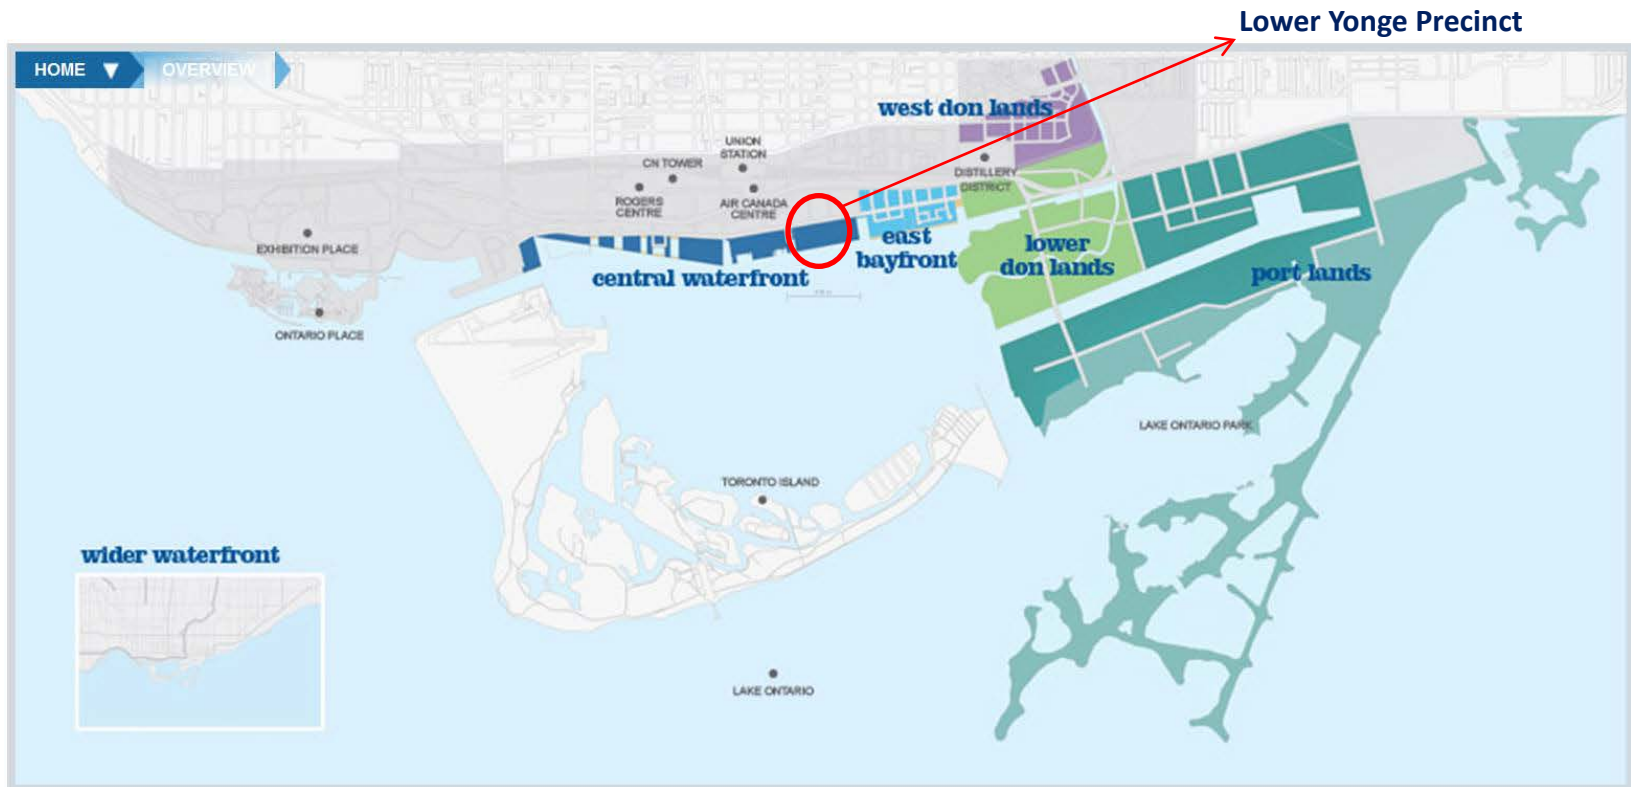 Lower Yonge Precinct
HOME ▼ OVERVIEW
west don lands
UNION
STATION
CN TOWER
DISTILLERY
DISTRICT
ROGERS
CENTRE
AIR CANADA
CENTRE
EXHIBITION PLACE
east
bayfront
lower
don lands
central waterfront
port lands
ONTARIO PLACE
LAKE ONTARIO PARK
TORONTO ISLAND
wider waterfront
LAKE ONTARIO